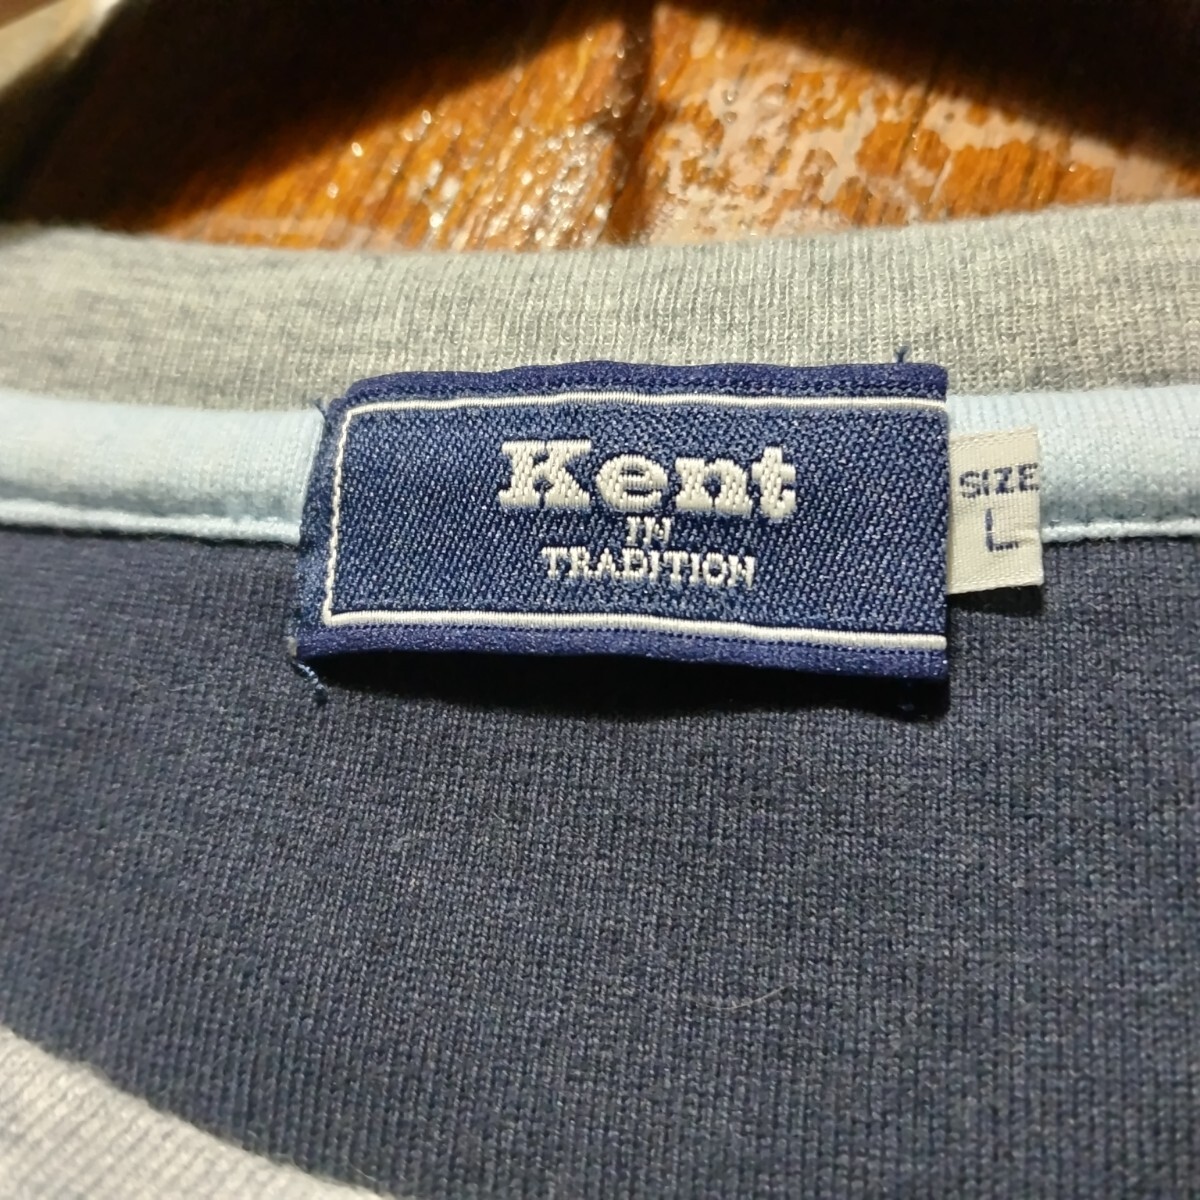 Kent
IN
TRADITION
SIZE
L